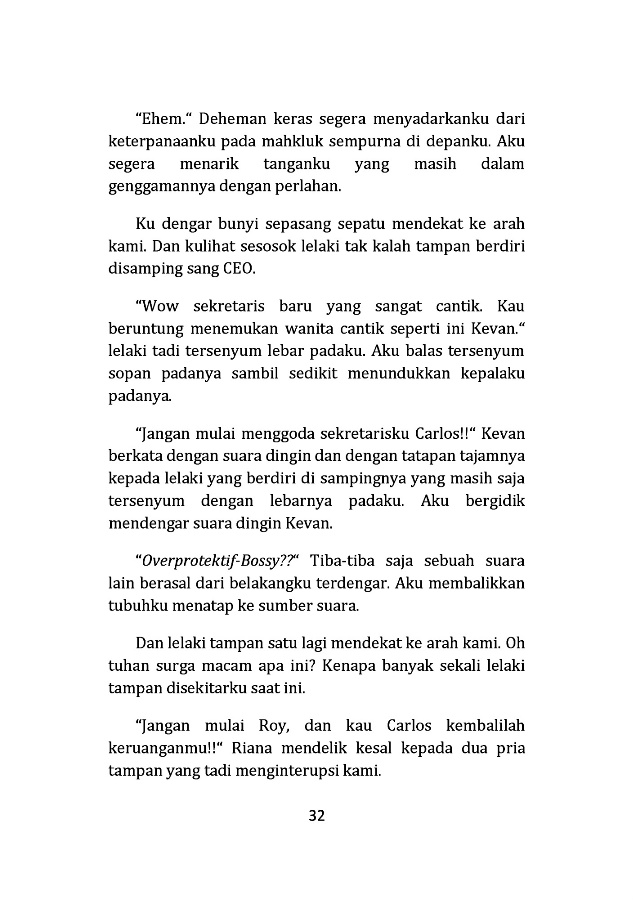 “Ehem.“ Deheman keras segera menyadarkanku dari
keterpanaanku pada mahkluk sempurna di depanku. Aku
segera menarik tanganku yang masih dalam
genggamannya dengan perlahan.
Ku dengar bunyi sepasang sepatu mendekat ke arah
kami. Dan kulihat sesosok lelaki tak kalah tampan berdiri
disamping sang CEO.
“Wow sekretaris baru yang sangat cantik. Kau
beruntung menemukan wanita cantik seperti ini Kevan.“
lelaki tadi tersenyum lebar padaku. Aku balas tersenyum
sopan padanya sambil sedikit menundukkan kepalaku
padanya.
“Jangan mulai menggoda sekretarisku Carlos!!“ Kevan
berkata dengan suara dingin dan dengan tatapan tajamnya
kepada lelaki yang berdiri di sampingnya yang masih saja
tersenyum dengan lebarnya padaku. Aku bergidik
mendengar suara dingin Kevan.
“Overprotektif-Bossy??“ Tiba-tiba saja sebuah suara
lain berasal dari belakangku terdengar. Aku membalikkan
tubuhku menatap ke sumber suara.
Dan lelaki tampan satu lagi mendekat ke arah kami. Oh
tuhan surga macam apa ini? Kenapa banyak sekali lelaki
tampan disekitarku saat ini.
“Jangan mulai Roy, dan kau Carlos kembalilah
keruanganmu!!“ Riana mendelik kesal kepada dua pria
tampan yang tadi menginterupsi kami.
32